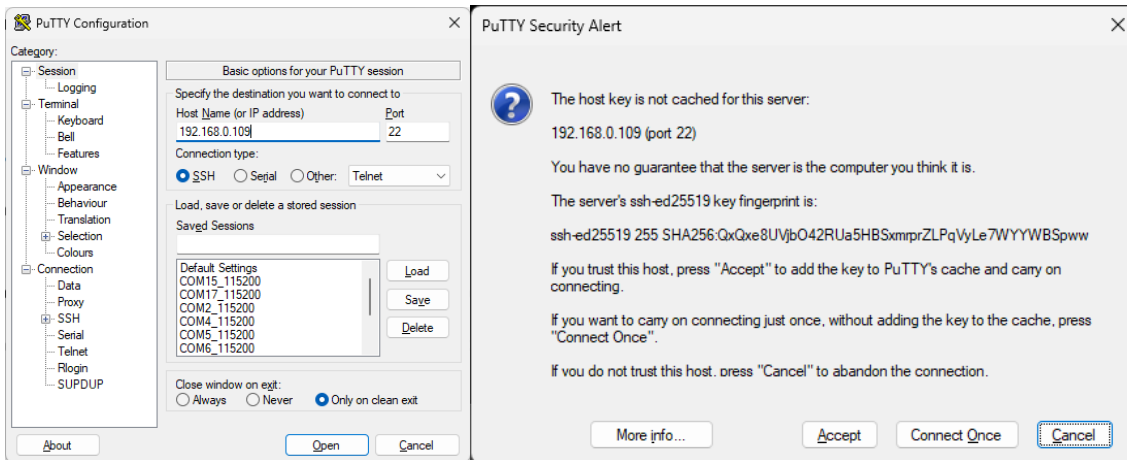 PuTTY Configuration
Category:
Session
Logging
Terminal
Keyboard
Bell
Features
Window
Appearance
Behaviour
Translation
Selection
Colours
Connection
Data
Proxy
SSH
Serial
Telnet
Rlogin
SUPDUP
Basic options for your PuTTY session
Specify the destination you want to connect to
Host Name (or IP address) Port
192.168.0.109 22
Connection type:
SSH Serial Other: Telnet
Load, save or delete a stored session
Saved Sessions
Default Settings
COM15_115200
COM17_115200
COM2_115200
COM4_115200
COM5_115200
COM6_115200
Load
Save
Delete
Close window on exit:
Always Never Only on clean exit
About Open Cancel
PuTTY Security Alert
The host key is not cached for this server:
192.168.0.109 (port 22)
You have no guarantee that the server is the computer you think it is.
The server's ssh-ed25519 key fingerprint is:
ssh-ed25519 255 SHA256:QxQxe8UVjbO42RUa5HBSxmrprZLPqVyLe7WYYWBSpww
If you trust this host, press "Accept" to add the key to PuTTY's cache and carry on
connecting.
If you want to carry on connecting just once, without adding the key to the cache, press
"Connect Once".
If you do not trust this host, press "Cancel" to abandon the connection.
More info... Accept Connect Once Cancel